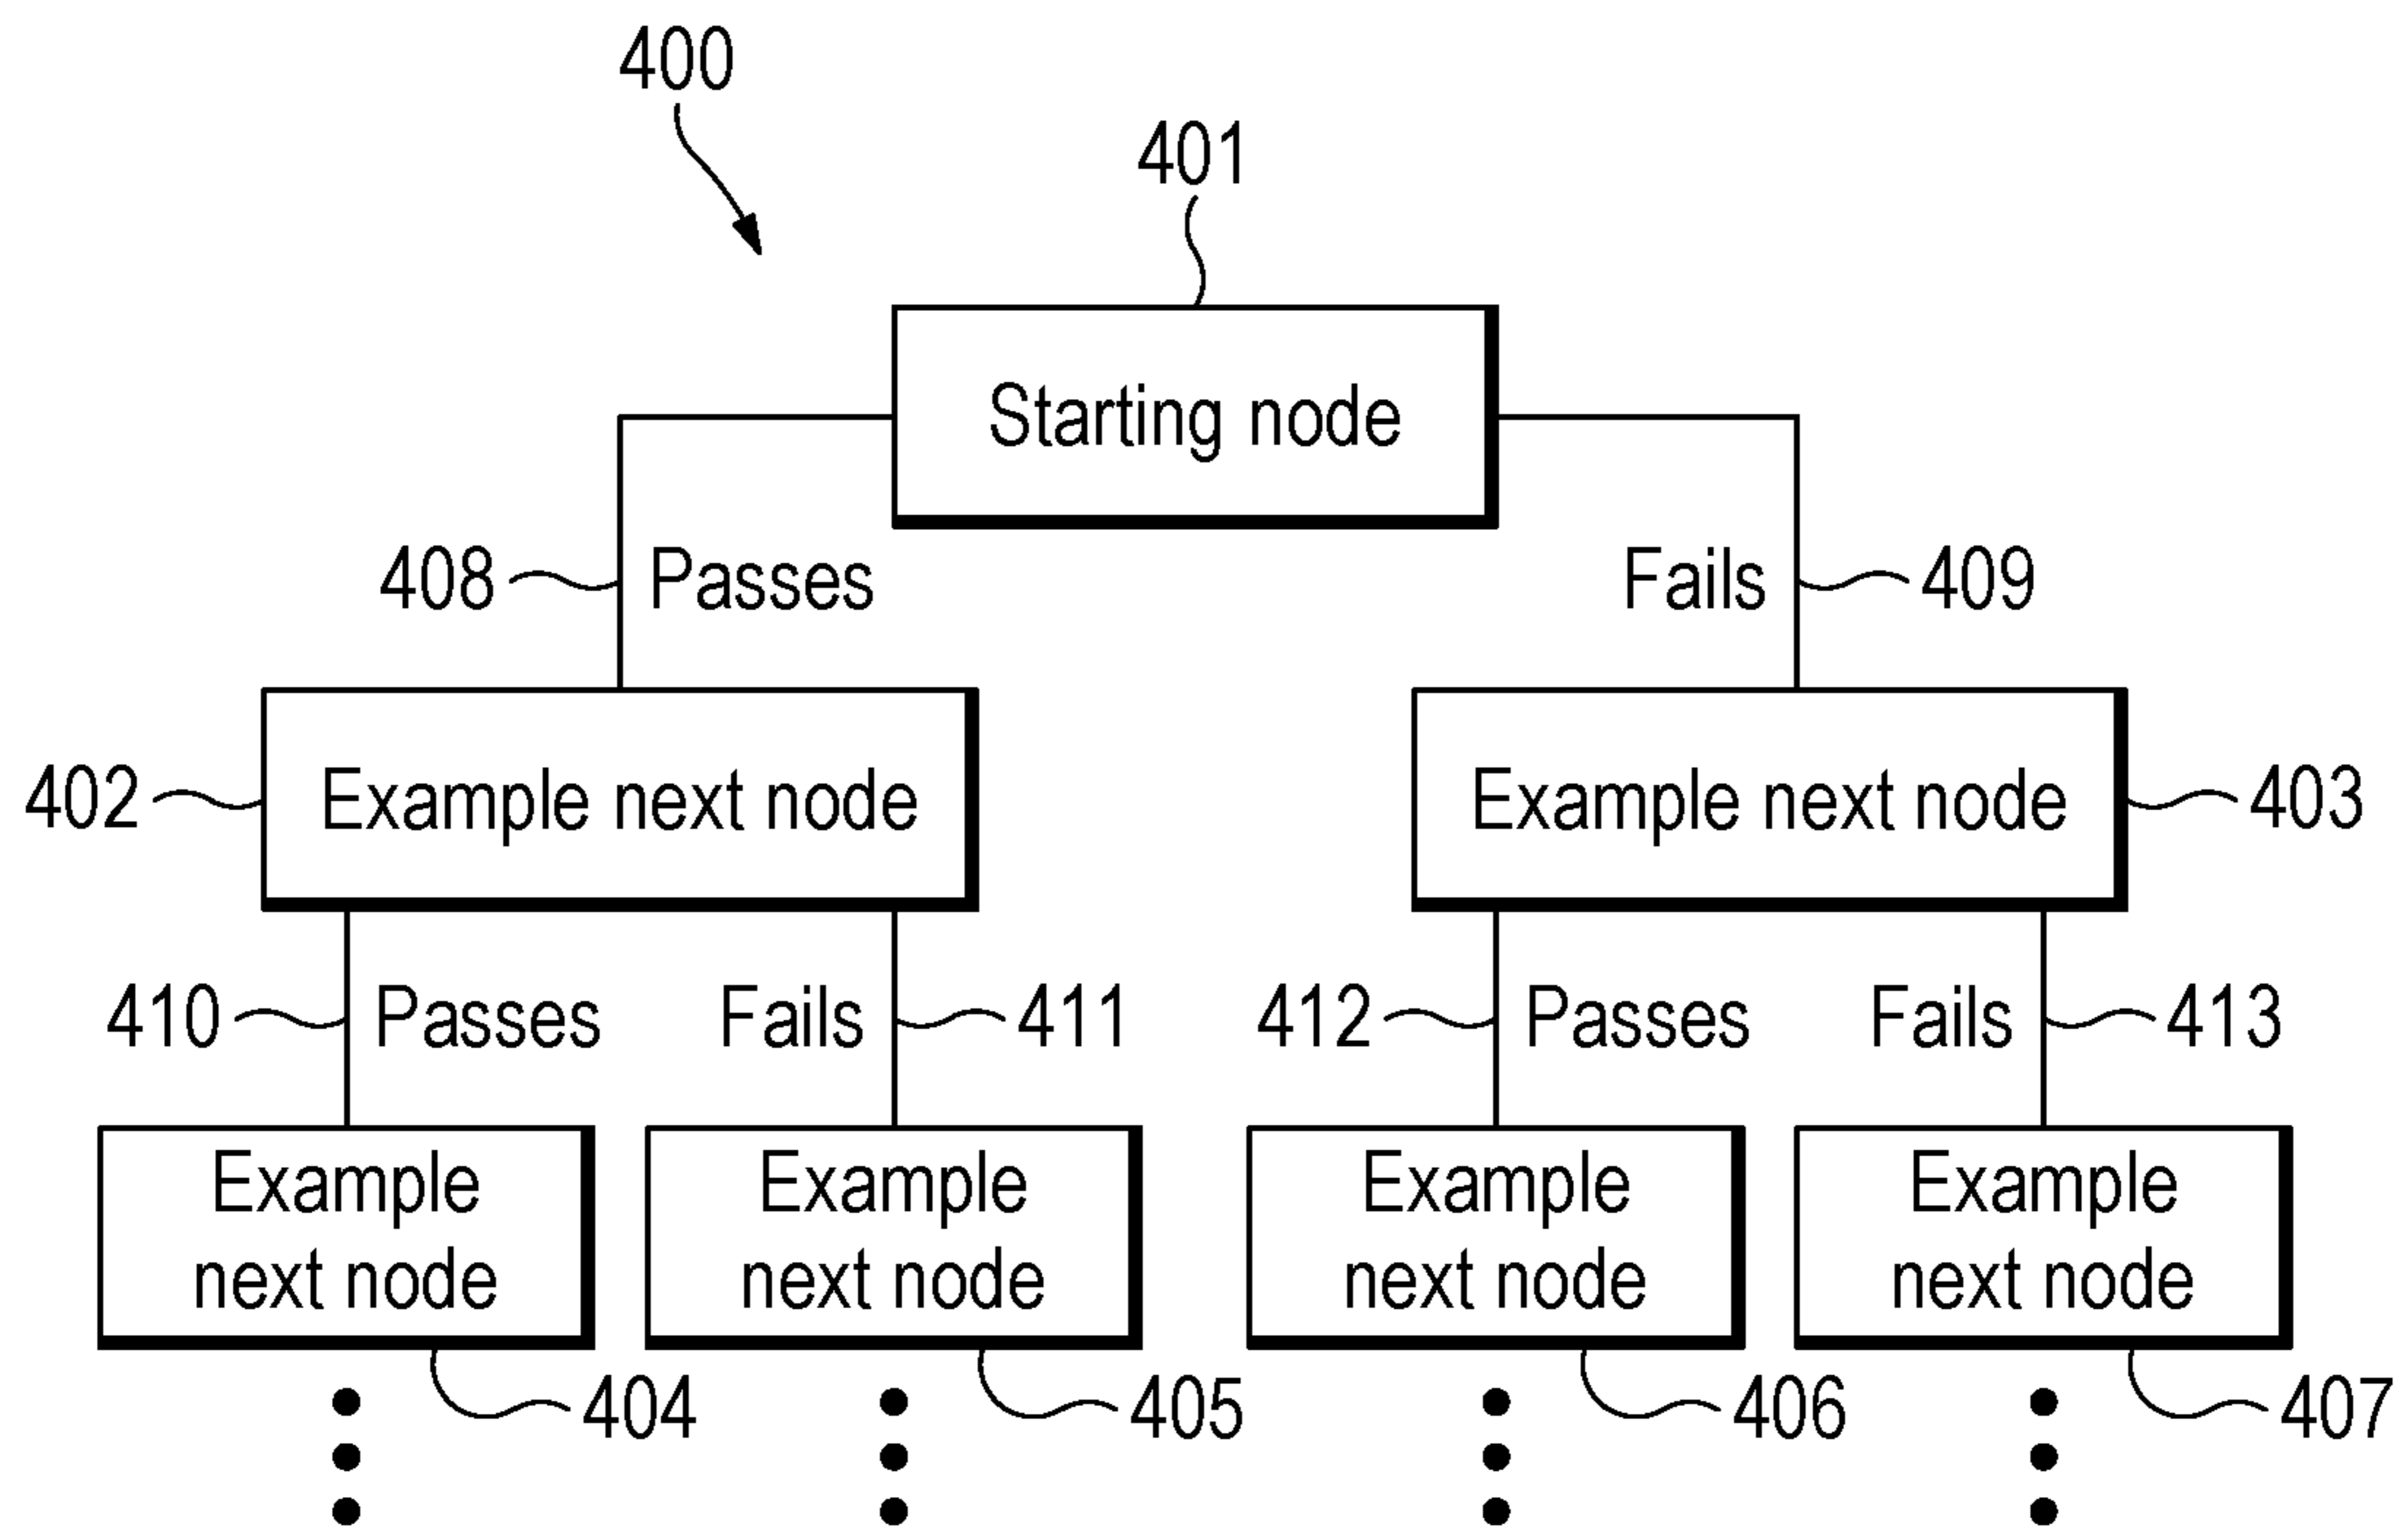 400
401
Starting node
408 Passes
Fails 409
402 Example next node
Example next node 403
410 Passes
Fails 411
412 Passes
Fails 413
Example
next node
Example
next node
Example
next node
Example
next node
404
405
406
407